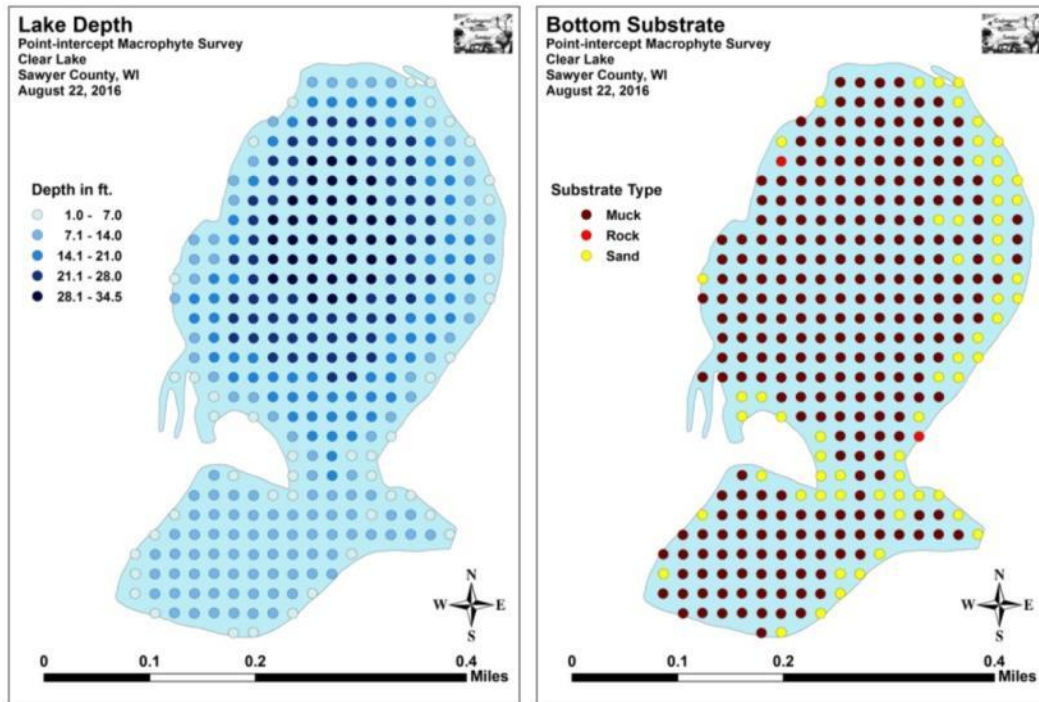 Lake Depth
Point-intercept Macrophyte Survey
Clear Lake
Sawyer County, WI
August 22, 2016
Depth in ft.
1.0 - 7.0
7.1 - 14.0
14.1 - 21.0
21.1 - 28.0
28.1 - 34.5
N
W E
S
0 0.1 0.2 0.4
Miles
Bottom Substrate
Point-intercept Macrophyte Survey
Clear Lake
Sawyer County, WI
August 22, 2016
Substrate Type
Muck
Rock
Sand
N
W E
S
0 0.1 0.2 0.4
Miles